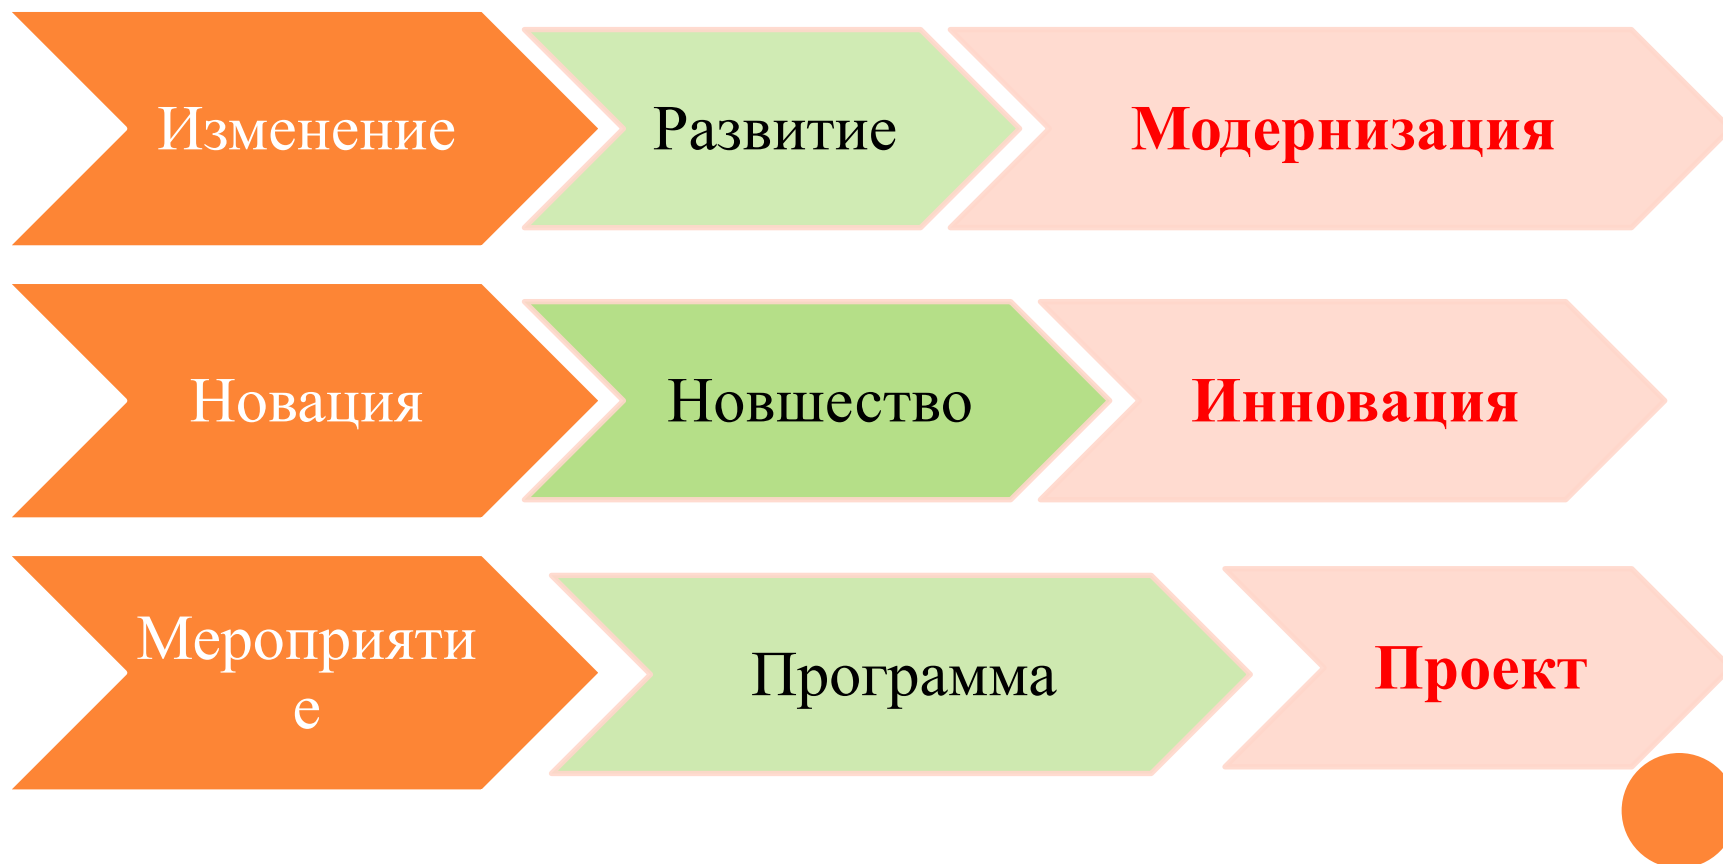 Изменение
Развитие
Модернизация
Новация
Новшество
Инновация
Мероприяти
е
Программа
Проект